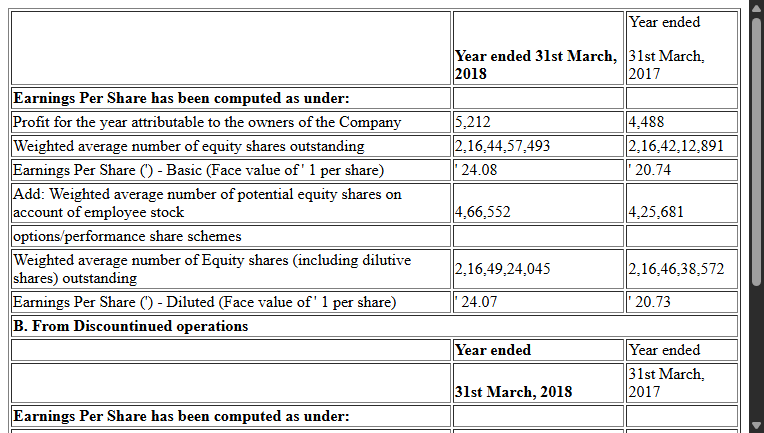 Year ended
Year ended 31st March, 31st March,
2018 2017
Earnings Per Share has been computed as under:
Profit for the year attributable to the owners of the Company 5,212 4,488
Weighted average number of equity shares outstanding 2,16,44,57,493 2,16,42,12,891
Earnings Per Share (') - Basic (Face value of ' 1 per share) ' 24.08 ' 20.74
Add: Weighted average number of potential equity shares on
account of employee stock 4,66,552 4,25,681
options/performance share schemes
Weighted average number of Equity shares (including dilutive
shares) outstanding 2,16,49,24,045 2,16,46,38,572
Earnings Per Share (') - Diluted (Face value of ' 1 per share) ' 24.07 ' 20.73
B. From Discountinued operations
Year ended Year ended
31st March,
31st March, 2018 2017
Earnings Per Share has been computed as under: